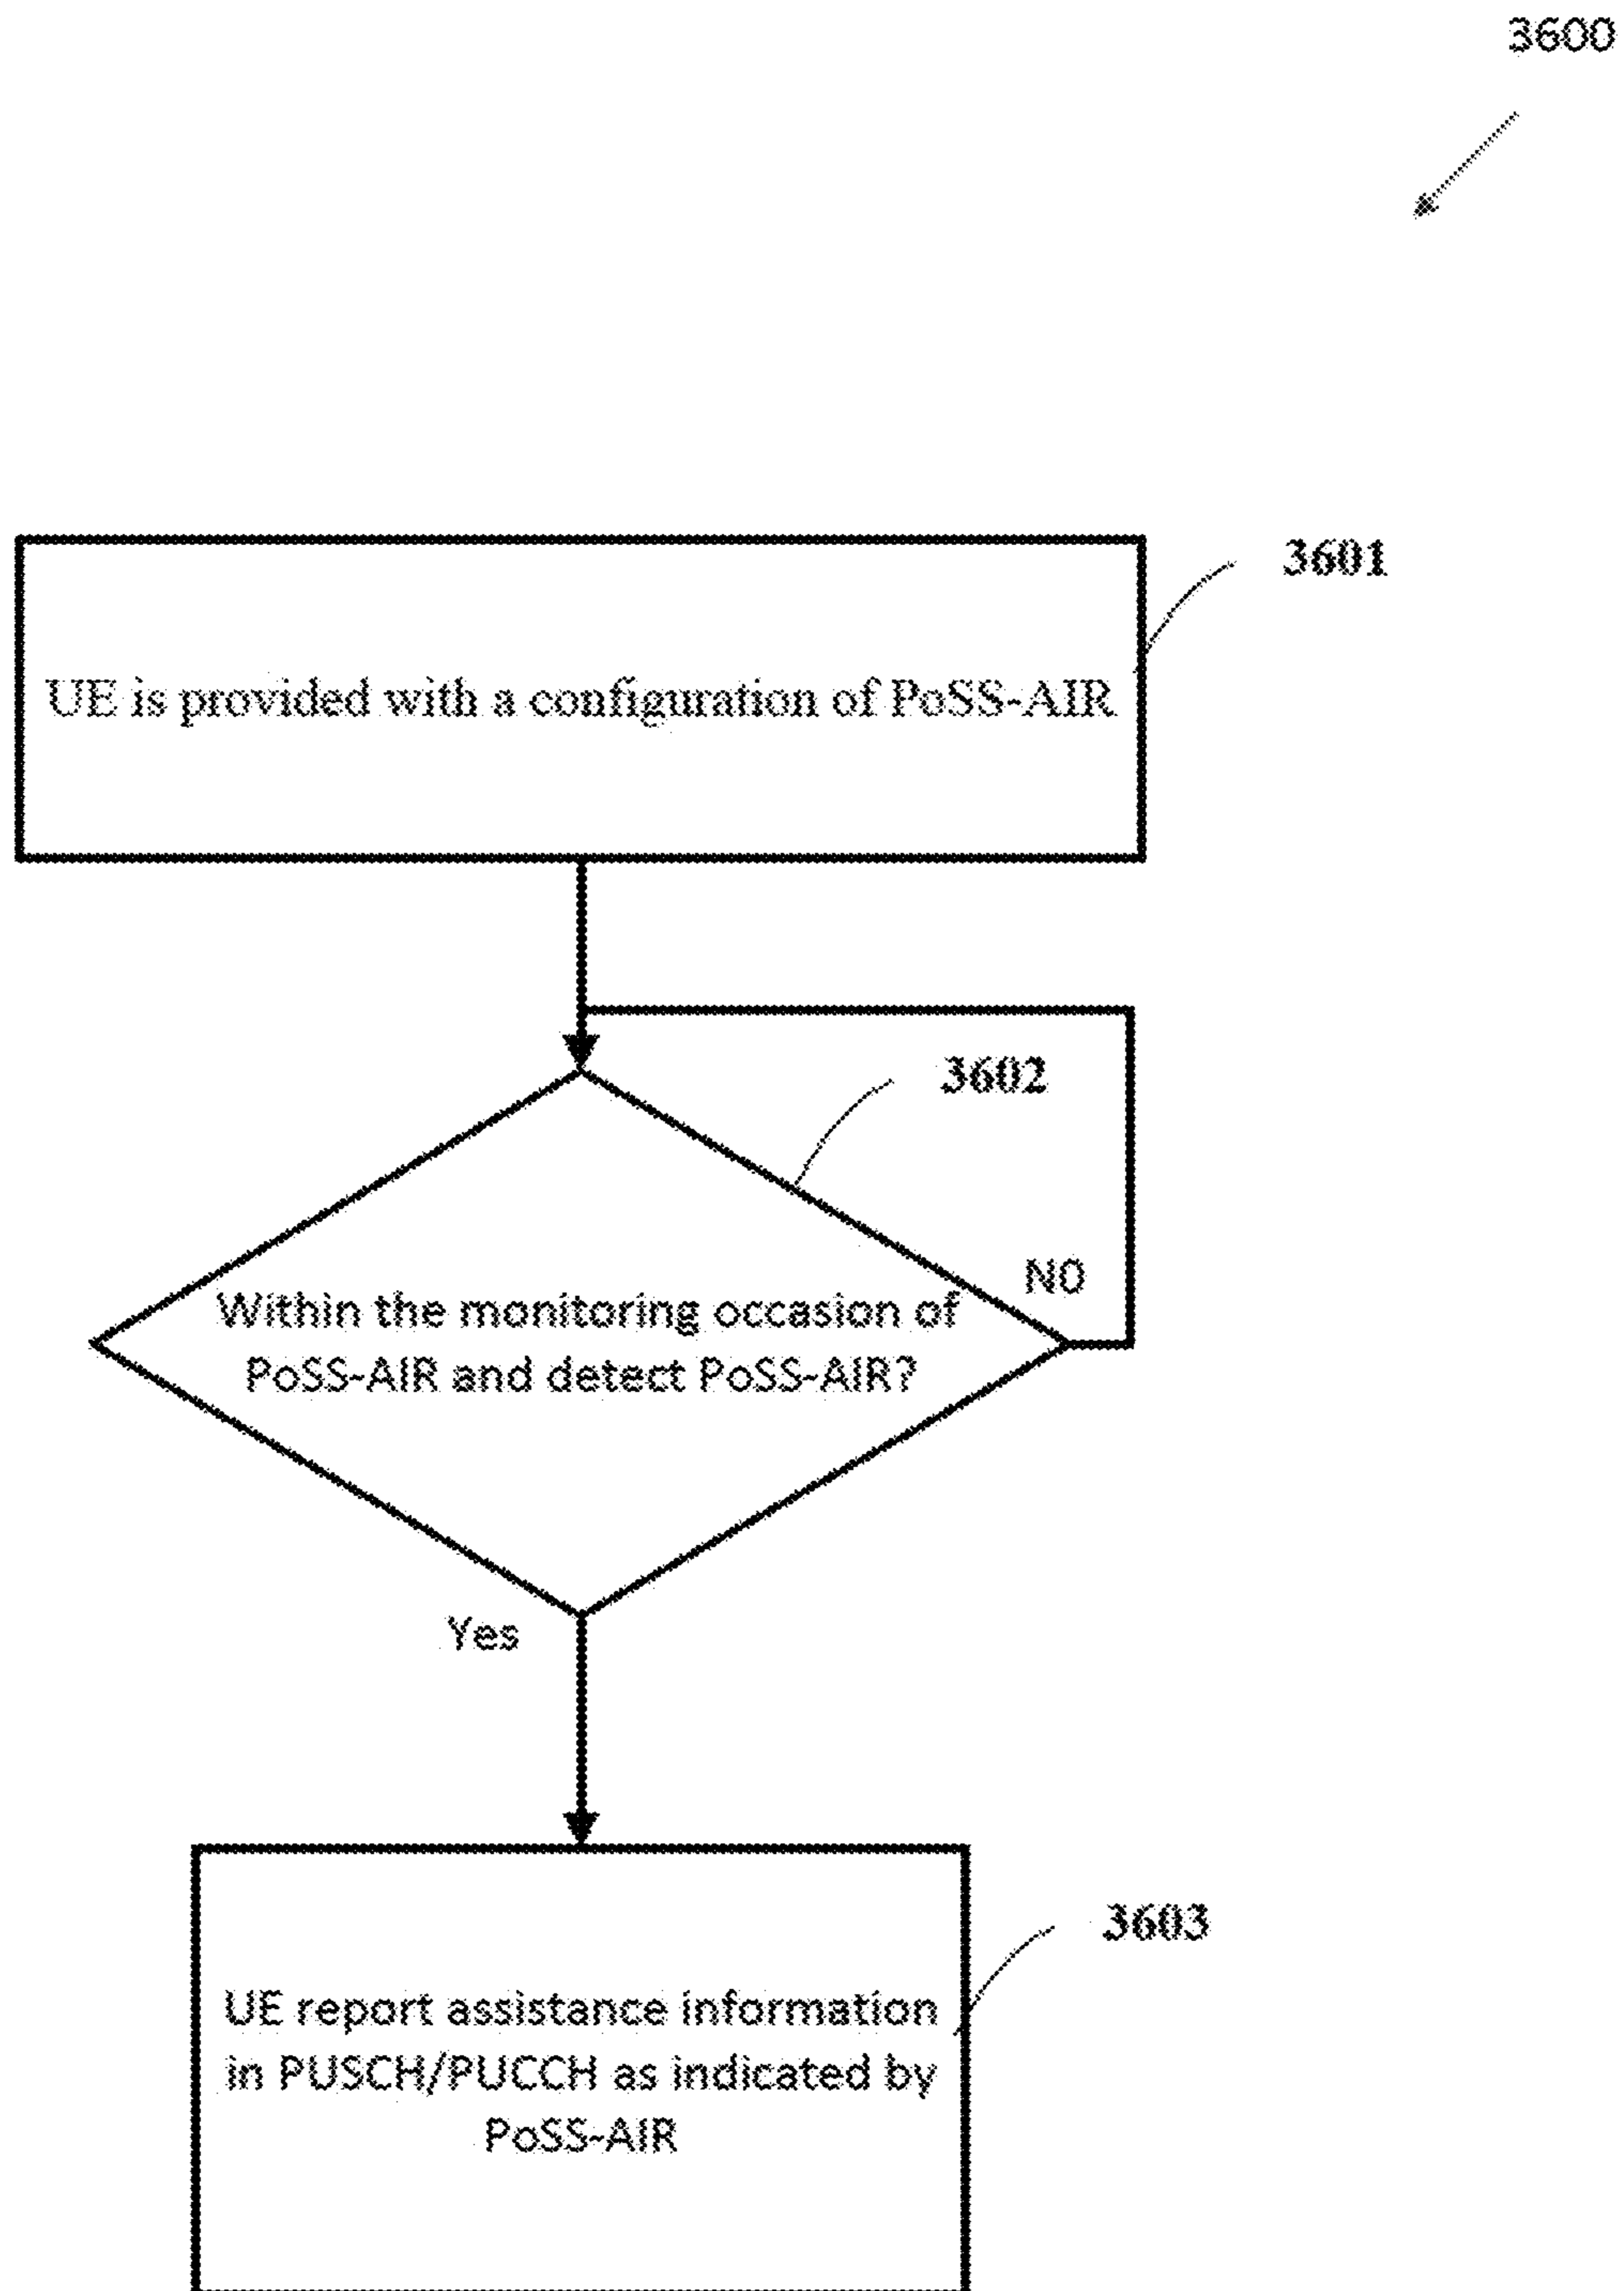 3600
3601
UE is provided with a configuration of PoSS-AIR
3602
NO
Within the monitoring occasion of
PoSS-AIR and detect PoSS-AIR?
Yes
3603
UE report assistance information
in PUSCH/PUCCH as indicated by
PoSS-AIR